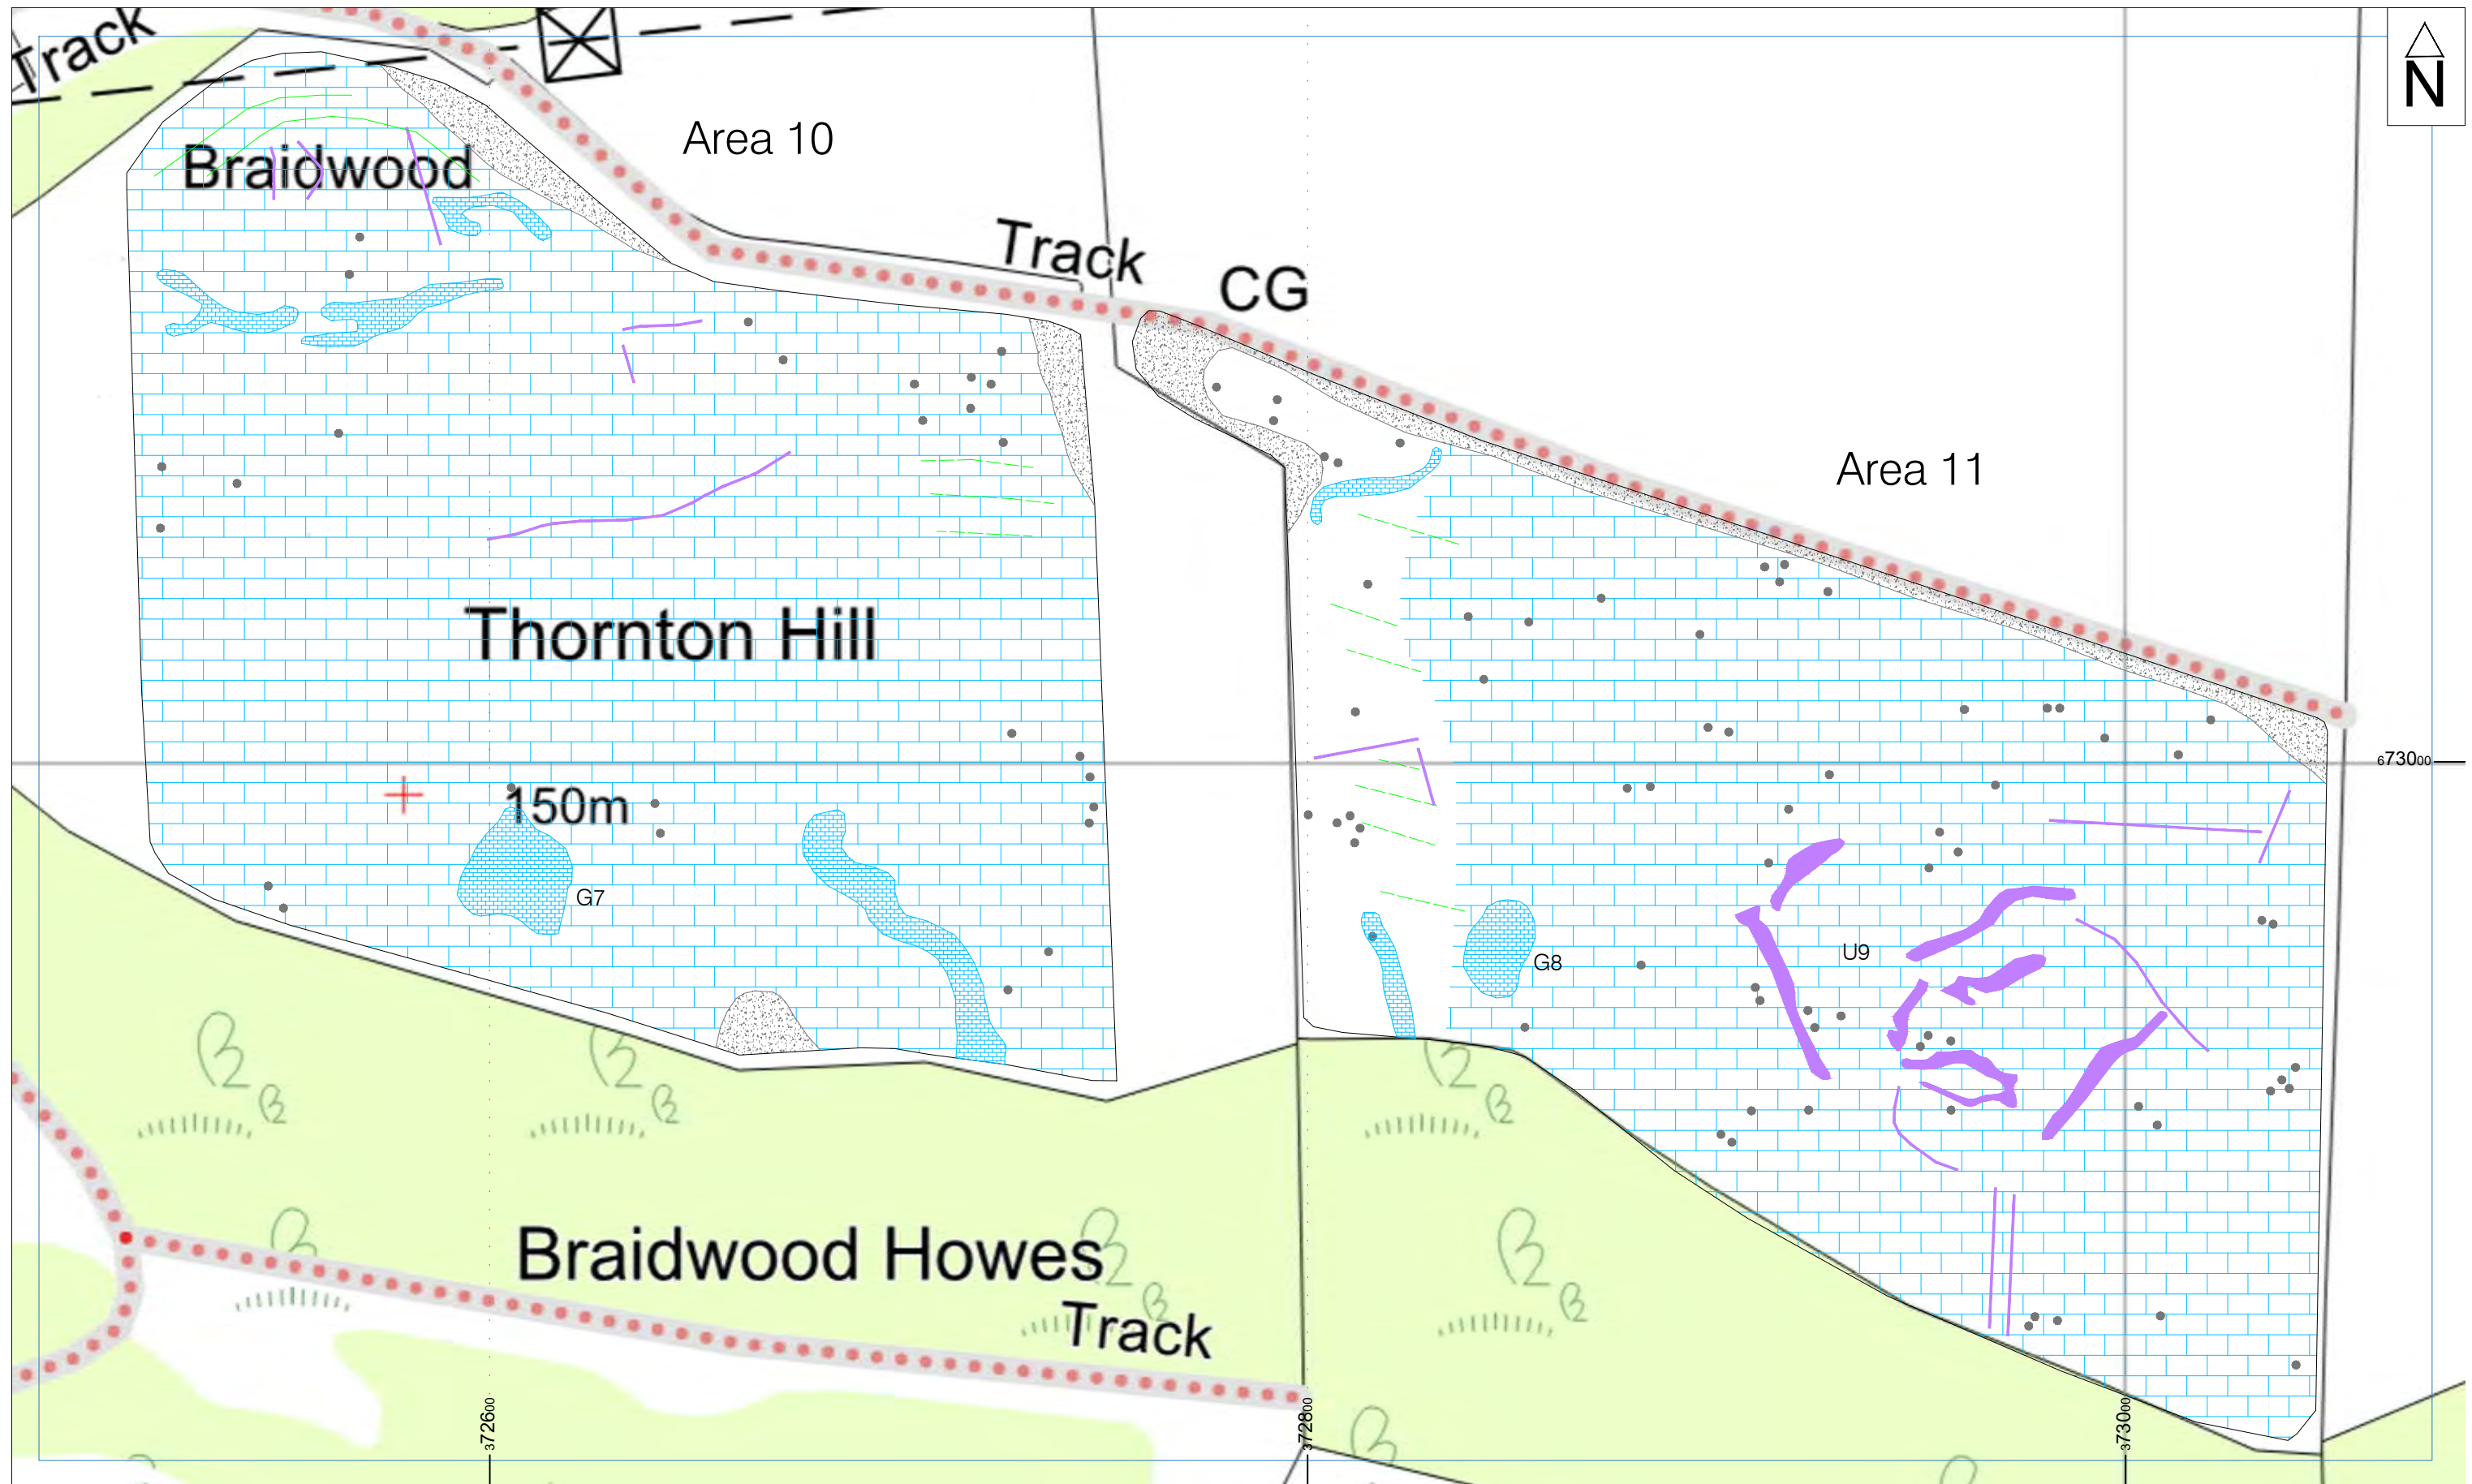 Track
N
Area 10
Braidwood
Track
CG
Area 11
Thornton Hill
673000
150m
G7
U9
G8
Braidwood Howes
Track
372600
372800
373000